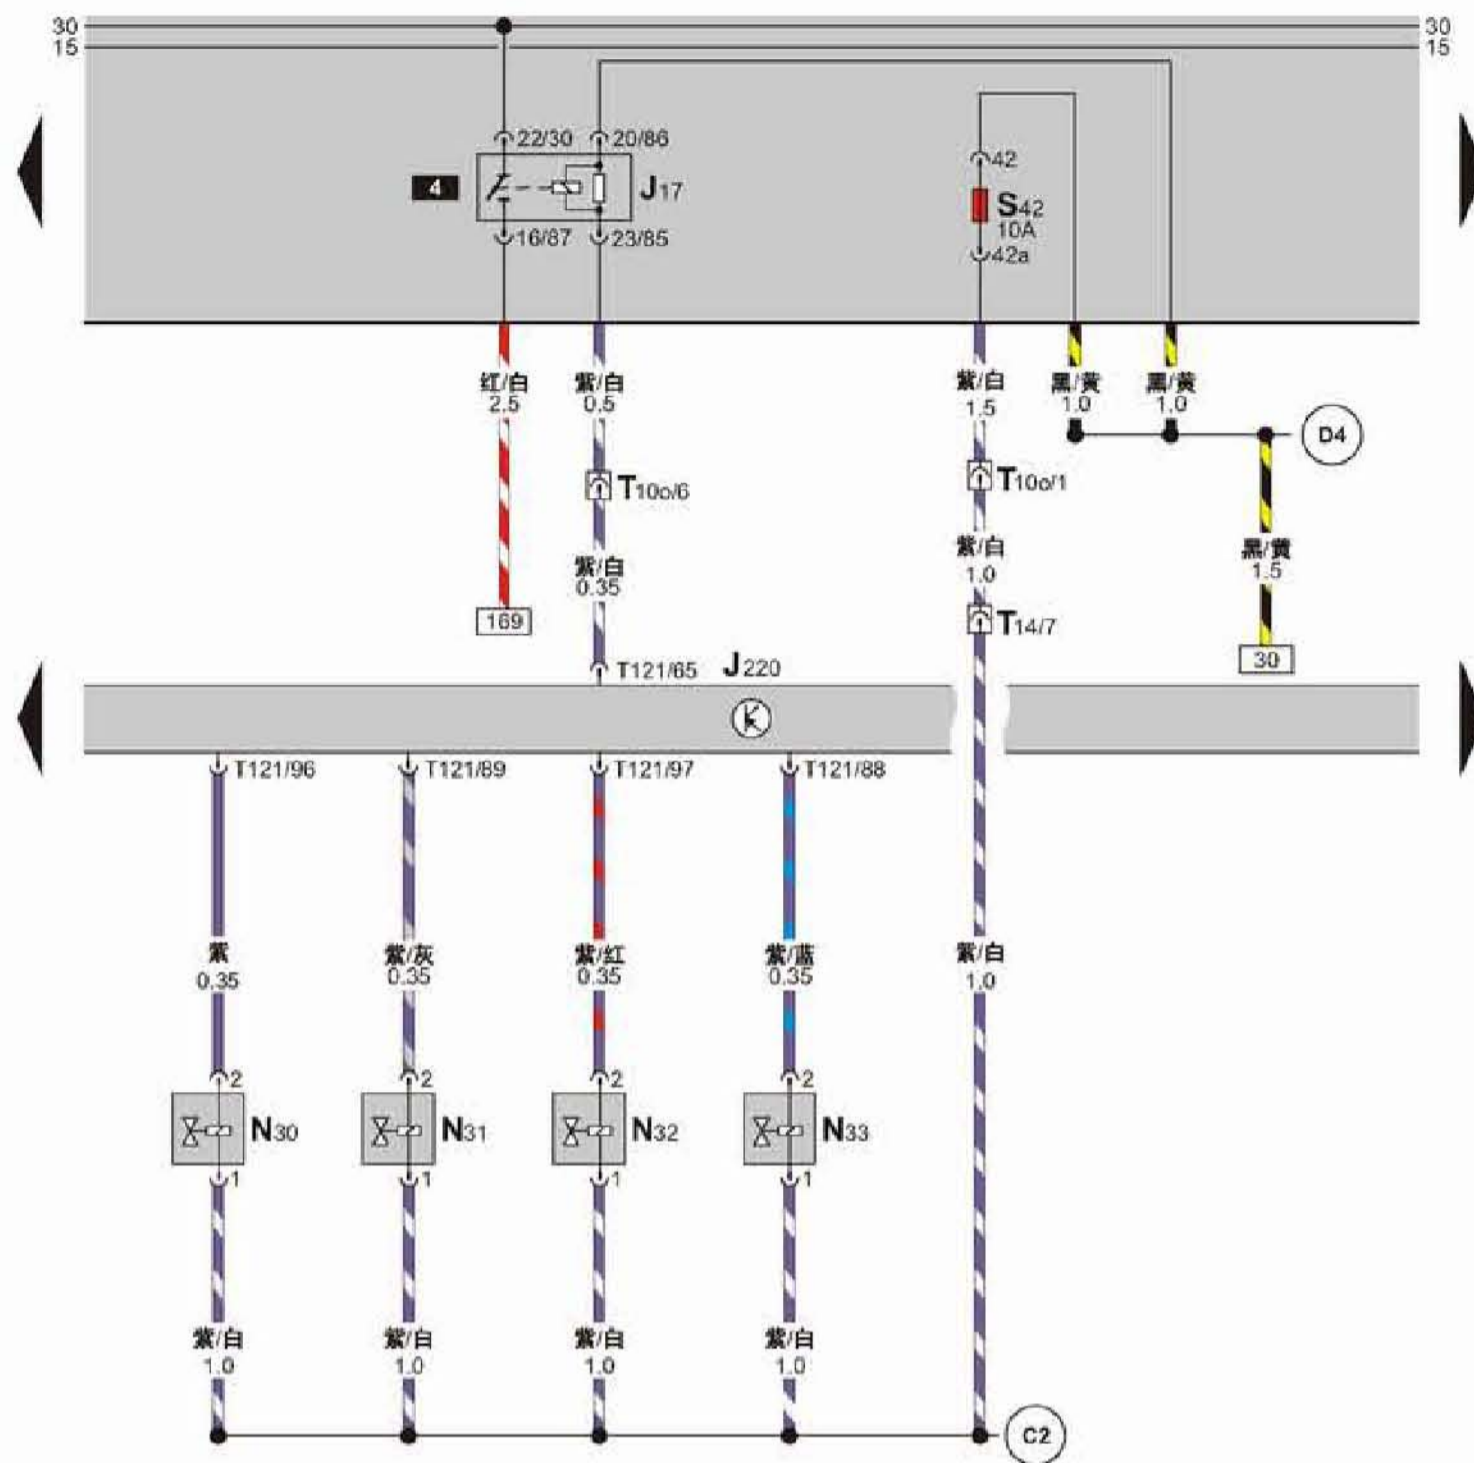 30 30
15 15
22/30 20/86
42
4 J17
S42
10A
16/87 23/85
42a
红/白 紫/白 紫/白 黑/黄 黑/黄
2.5 0.5 1.5 1.0 1.0
D4
T10o/6 T10o/1
紫/白 紫/白 黑/黄
0.35 1.0 1.5
169 T14/7
30
T121/65 J220
T121/96 T121/89 T121/97 T121/88
紫 紫/灰 紫/红 紫/蓝 紫/白
0.35 0.35 0.35 0.35 1.0
2 2 2 2
N30 N31 N32 N33
1 1 1 1
紫/白 紫/白 紫/白 紫/白
1.0 1.0 1.0 1.0
C2